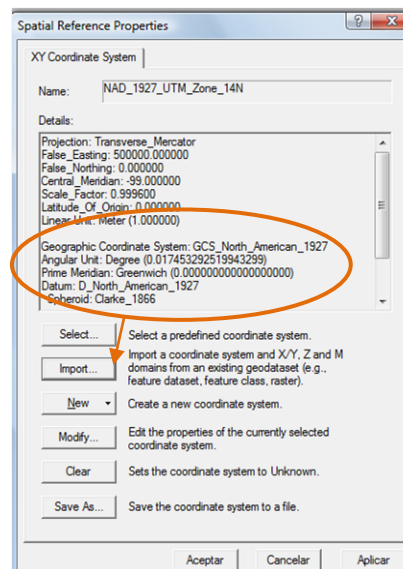 Spatial Reference Properties
XY Coordinate System
Name: NAD_1927_UTM_Zone_14N
Details:
Projection: Transverse_Mercator
False_Easting: 500000.000000
False_Northing: 0.000000
Central_Meridian: -99.000000
Scale_Factor: 0.999600
Latitude_Of_Origin: 0.000000
Linear Unit: Meter (1.000000)
Geographic Coordinate System: GCS_North_American_1927
Angular Unit: Degree (0.017453292519943299)
Prime Meridian: Greenwich (0.000000000000000000)
Datum: D_North_American_1927
Spheroid: Clarke_1866
Select... Select a predefined coordinate system.
Import a coordinate system and X/Y, Z and M
Import... domains from an existing geodataset (e.g.,
feature dataset, feature class, raster).
New Create a new coordinate system.
Modify... Edit the properties of the currently selected
coordinate system.
Clear Sets the coordinate system to Unknown.
Save As... Save the coordinate system to a file.
Aceptar Cancelar Aplicar